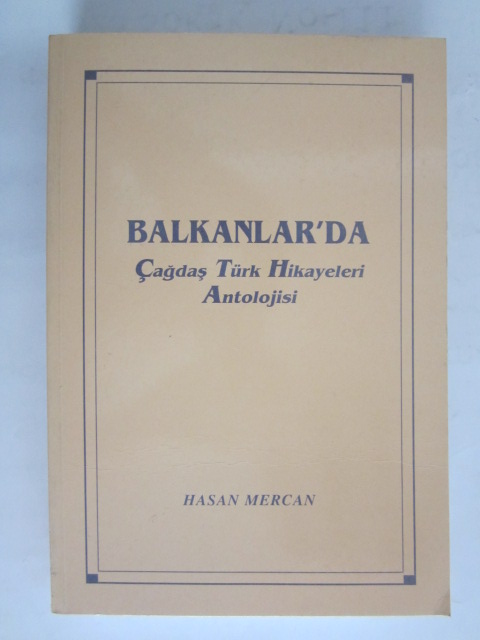 BALKANLAR'DA
Çağdaş Türk Hikayeleri
Antolojisi
HASAN MERCAN